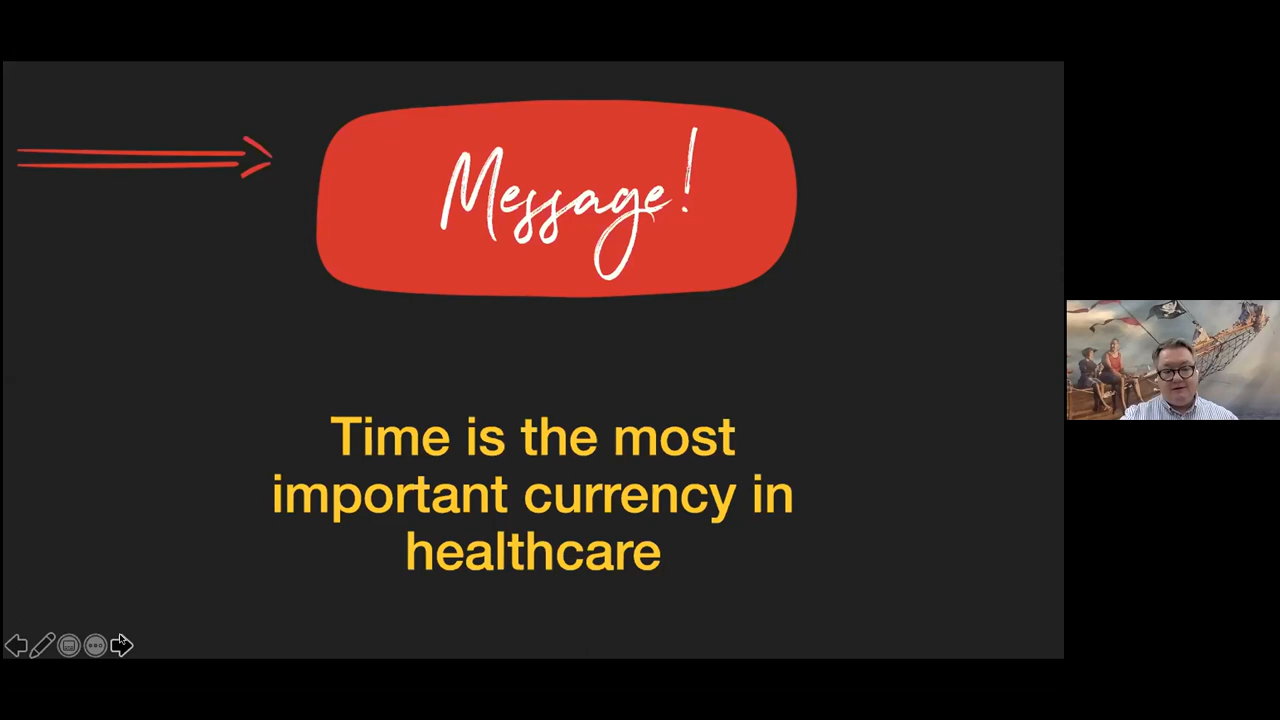 Message!
Time is the most
important currency in
healthcare